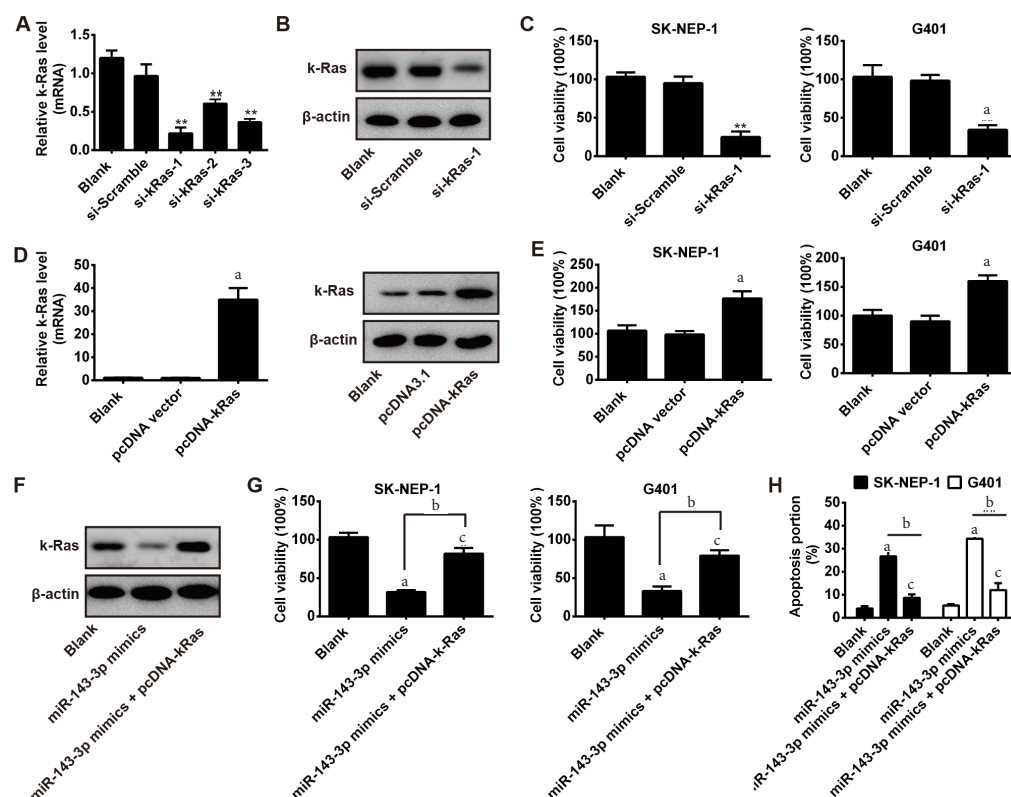 A
Relative k-Ras level
(mRNA)
1.5
1.0
0.5
0.0
**
**
**
Blank
si-Scramble
si-kRas-1
si-kRas-2
si-kRas-3
B
k-Ras
β-actin
Blank
si-Scramble
si-kRas-1
C
SK-NEP-1
Cell viability (100% )
150
100
50
0
**
Blank
si-Scramble
si-kRas-1
G401
Cell viability (100% )
150
100
50
0
a
Blank
si-Scramble
si-kRas-1
D
Relative k-Ras level
(mRNA)
50
40
30
20
10
0
a
Blank
pcDNA vector
pcDNA-kRas
k-Ras
β-actin
Blank
pcDNA3.1
pcDNA-kRas
E
SK-NEP-1
Cell viability (100% )
250
200
150
100
50
0
a
Blank
pcDNA vector
pcDNA-kRas
G401
Cell viability (100% )
200
150
100
50
0
a
Blank
pcDNA vector
pcDNA-kRas
F
k-Ras
β-actin
Blank
miR-143-3p mimics
miR-143-3p mimics + pcDNA-kRas
G
SK-NEP-1
Cell viability (100% )
150
100
50
0
b
a
c
Blank
miR-143-3p mimics
miR-143-3p mimics + pcDNA-k-Ras
G401
Cell viability (100% )
150
100
50
0
b
a
c
Blank
miR-143-3p mimics
miR-143-3p mimics + pcDNA-kRas
H
SK-NEP-1 G401
Apoptosis portion
(%)
50
40
30
20
10
0
b
a
c
b
a
c
Blank
miR-143-3p mimics
iR-143-3p mimics + pcDNA-kRas
Blank
miR-143-3p mimics
miR-143-3p mimics + pcDNA-kRas